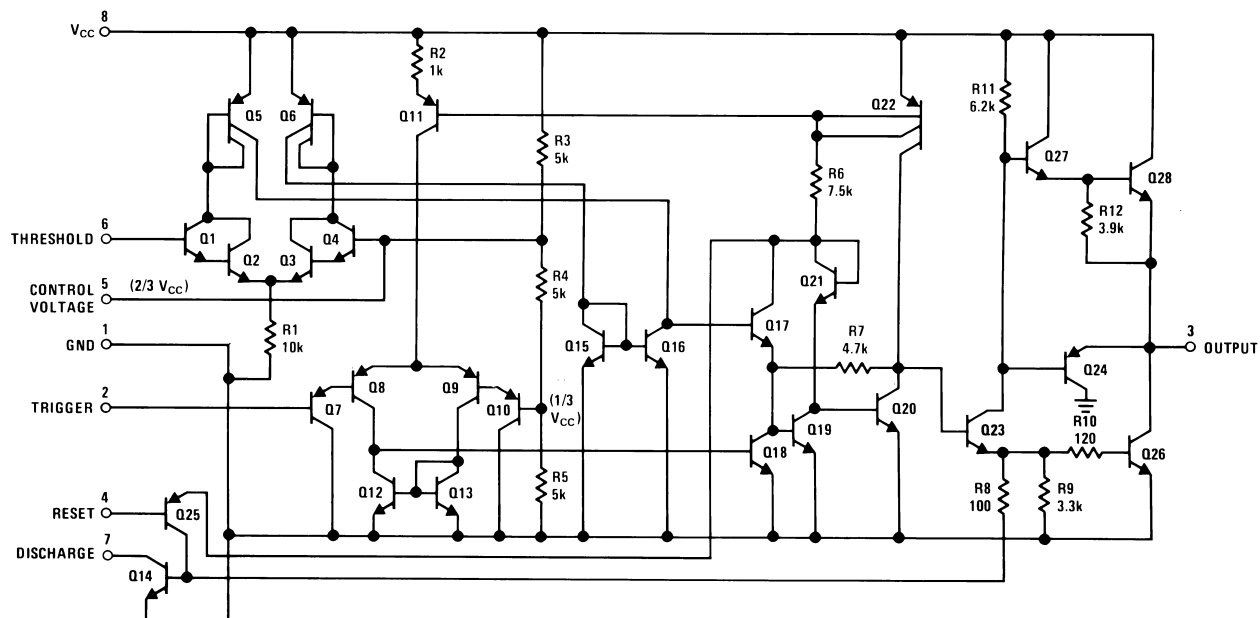 8
VCC
R2
1k
Q5
Q6
Q11
Q22
R11
6.2k
R3
5k
R6
7.5k
Q27
Q28
R12
3.9k
6
THRESHOLD
Q1
Q2
Q3
Q4
5
CONTROL
VOLTAGE
(2/3 VCC)
R4
5k
Q21
R1
10k
1
GND
Q15
Q16
Q17
R7
4.7k
3
OUTPUT
Q24
2
TRIGGER
Q7
Q8
Q9
Q10
(1/3
VCC)
Q18
Q19
Q20
Q23
R10
120
Q26
4
RESET
Q25
Q12
Q13
R5
5k
R8
100
R9
3.3k
7
DISCHARGE
Q14